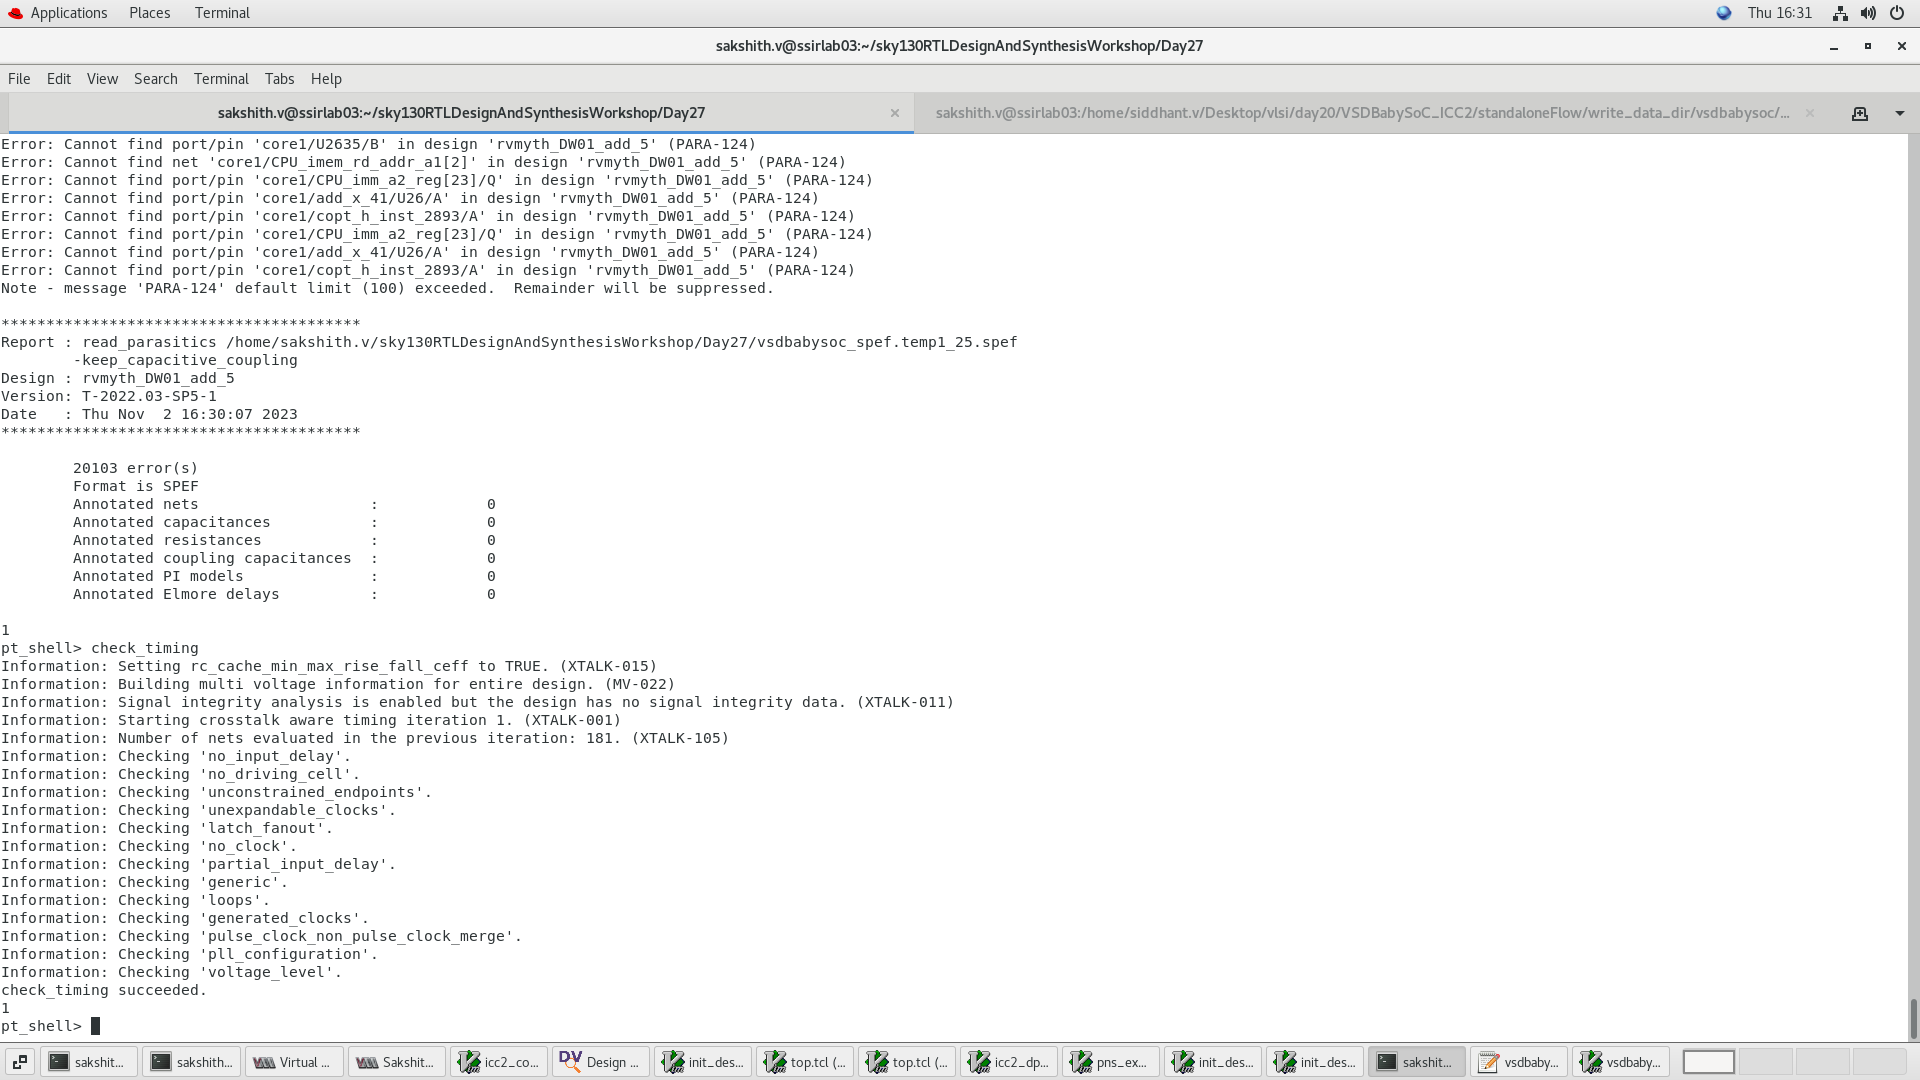 Applications Places Terminal Thu 16:31
sakshith.v@ssirlab03:~/sky130RTLDesignAndSynthesisWorkshop/Day27
File Edit View Search Terminal Tabs Help
sakshith.v@ssirlab03:~/sky130RTLDesignAndSynthesisWorkshop/Day27 × sakshith.v@ssirlab03:/home/siddhant.v/Desktop/vlsi/day20/VSDBabySoC_ICC2/standaloneFlow/write_data_dir/vsdbabysoc/... ×
Error: Cannot find port/pin 'core1/U2635/B' in design 'rvmyth_DW01_add_5' (PARA-124)
Error: Cannot find net 'core1/CPU_imem_rd_addr_a1[2]' in design 'rvmyth_DW01_add_5' (PARA-124)
Error: Cannot find port/pin 'core1/CPU_imm_a2_reg[23]/Q' in design 'rvmyth_DW01_add_5' (PARA-124)
Error: Cannot find port/pin 'core1/add_x_41/U26/A' in design 'rvmyth_DW01_add_5' (PARA-124)
Error: Cannot find port/pin 'core1/copt_h_inst_2893/A' in design 'rvmyth_DW01_add_5' (PARA-124)
Error: Cannot find port/pin 'core1/CPU_imm_a2_reg[23]/Q' in design 'rvmyth_DW01_add_5' (PARA-124)
Error: Cannot find port/pin 'core1/add_x_41/U26/A' in design 'rvmyth_DW01_add_5' (PARA-124)
Error: Cannot find port/pin 'core1/copt_h_inst_2893/A' in design 'rvmyth_DW01_add_5' (PARA-124)
Note - message 'PARA-124' default limit (100) exceeded.  Remainder will be suppressed.
****************************************
Report : read_parasitics /home/sakshith.v/sky130RTLDesignAndSynthesisWorkshop/Day27/vsdbabysoc_spef.temp1_25.spef
-keep_capacitive_coupling
Design : rvmyth_DW01_add_5
Version: T-2022.03-SP5-1
Date   : Thu Nov  2 16:30:07 2023
****************************************
20103 error(s)
Format is SPEF
Annotated nets : 0
Annotated capacitances : 0
Annotated resistances : 0
Annotated coupling capacitances : 0
Annotated PI models : 0
Annotated Elmore delays : 0
1
pt_shell> check_timing
Information: Setting rc_cache_min_max_rise_fall_ceff to TRUE. (XTALK-015)
Information: Building multi voltage information for entire design. (MV-022)
Information: Signal integrity analysis is enabled but the design has no signal integrity data. (XTALK-011)
Information: Starting crosstalk aware timing iteration 1. (XTALK-001)
Information: Number of nets evaluated in the previous iteration: 181. (XTALK-105)
Information: Checking 'no_input_delay'.
Information: Checking 'no_driving_cell'.
Information: Checking 'unconstrained_endpoints'.
Information: Checking 'unexpandable_clocks'.
Information: Checking 'latch_fanout'.
Information: Checking 'no_clock'.
Information: Checking 'partial_input_delay'.
Information: Checking 'generic'.
Information: Checking 'loops'.
Information: Checking 'generated_clocks'.
Information: Checking 'pulse_clock_non_pulse_clock_merge'.
Information: Checking 'pll_configuration'.
Information: Checking 'voltage_level'.
check_timing succeeded.
1
pt_shell>
sakshit... sakshith... Virtual ... Sakshit... icc2_co... DV Design ... init_des... top.tcl (... top.tcl (... icc2_dp... pns_ex... init_des... init_des... sakshit... vsdbaby... vsdbaby...